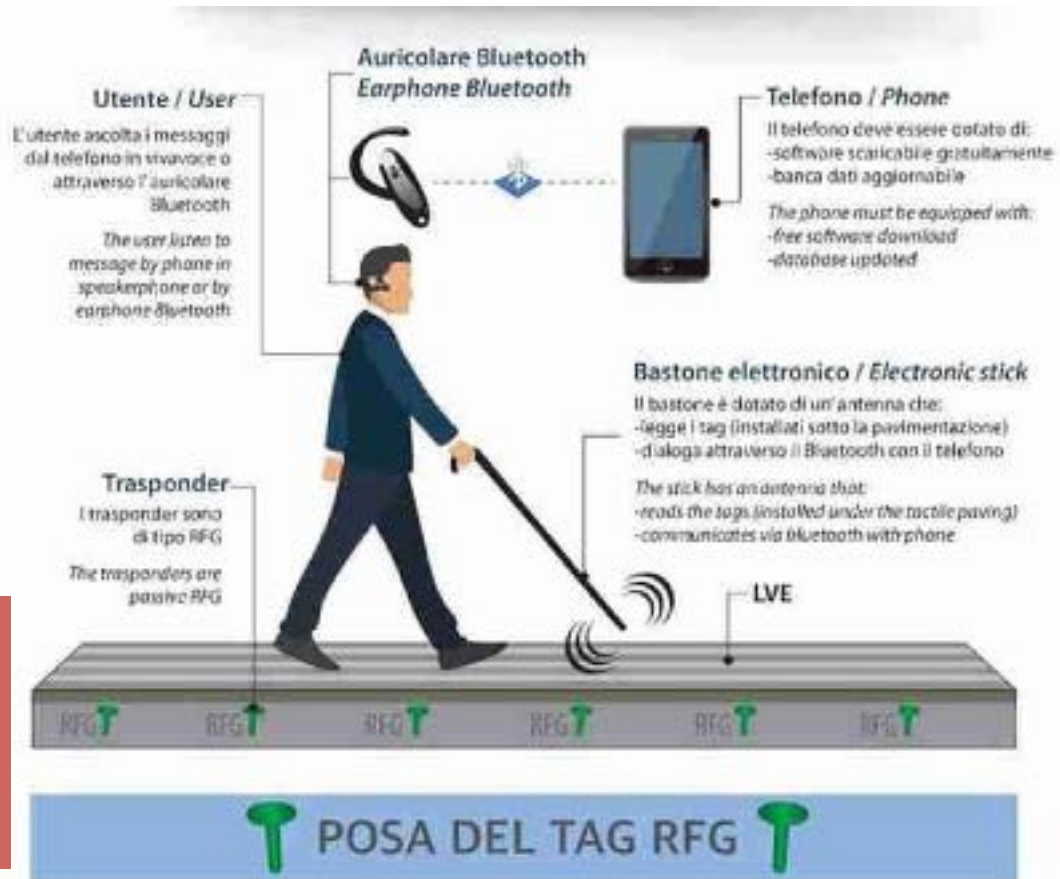 Auricolare Bluetooth
Earphone Bluetooth
Utente / User
L'utente ascolta i messaggi
dal telefono in vivavoce o
attraverso l'auricolare
Bluetooth
The user listen to
message by phone in
speakerphone or by
earphone Bluetooth
Telefono / Phone
Il telefono deve essere dotato di:
-software scaricabile gratuitamente
-banca dati aggiornabile
The phone must be equipped with:
-free software download
-database updated
Bastone elettronico / Electronic stick
Il bastone è dotato di un'antenna che:
-legge i tag (installati sotto la pavimentazione)
-dialoga attraverso il Bluetooth con il telefono
The stick has an antenna that:
-reads the tags (installed under the tactile paving)
-communicates via bluetooth with phone
Trasponder
I trasponder sono
di tipo RFG
The trasponders are
passive RFG
LVE
RFG RFG RFG RFG RFG RFG
POSA DEL TAG RFG